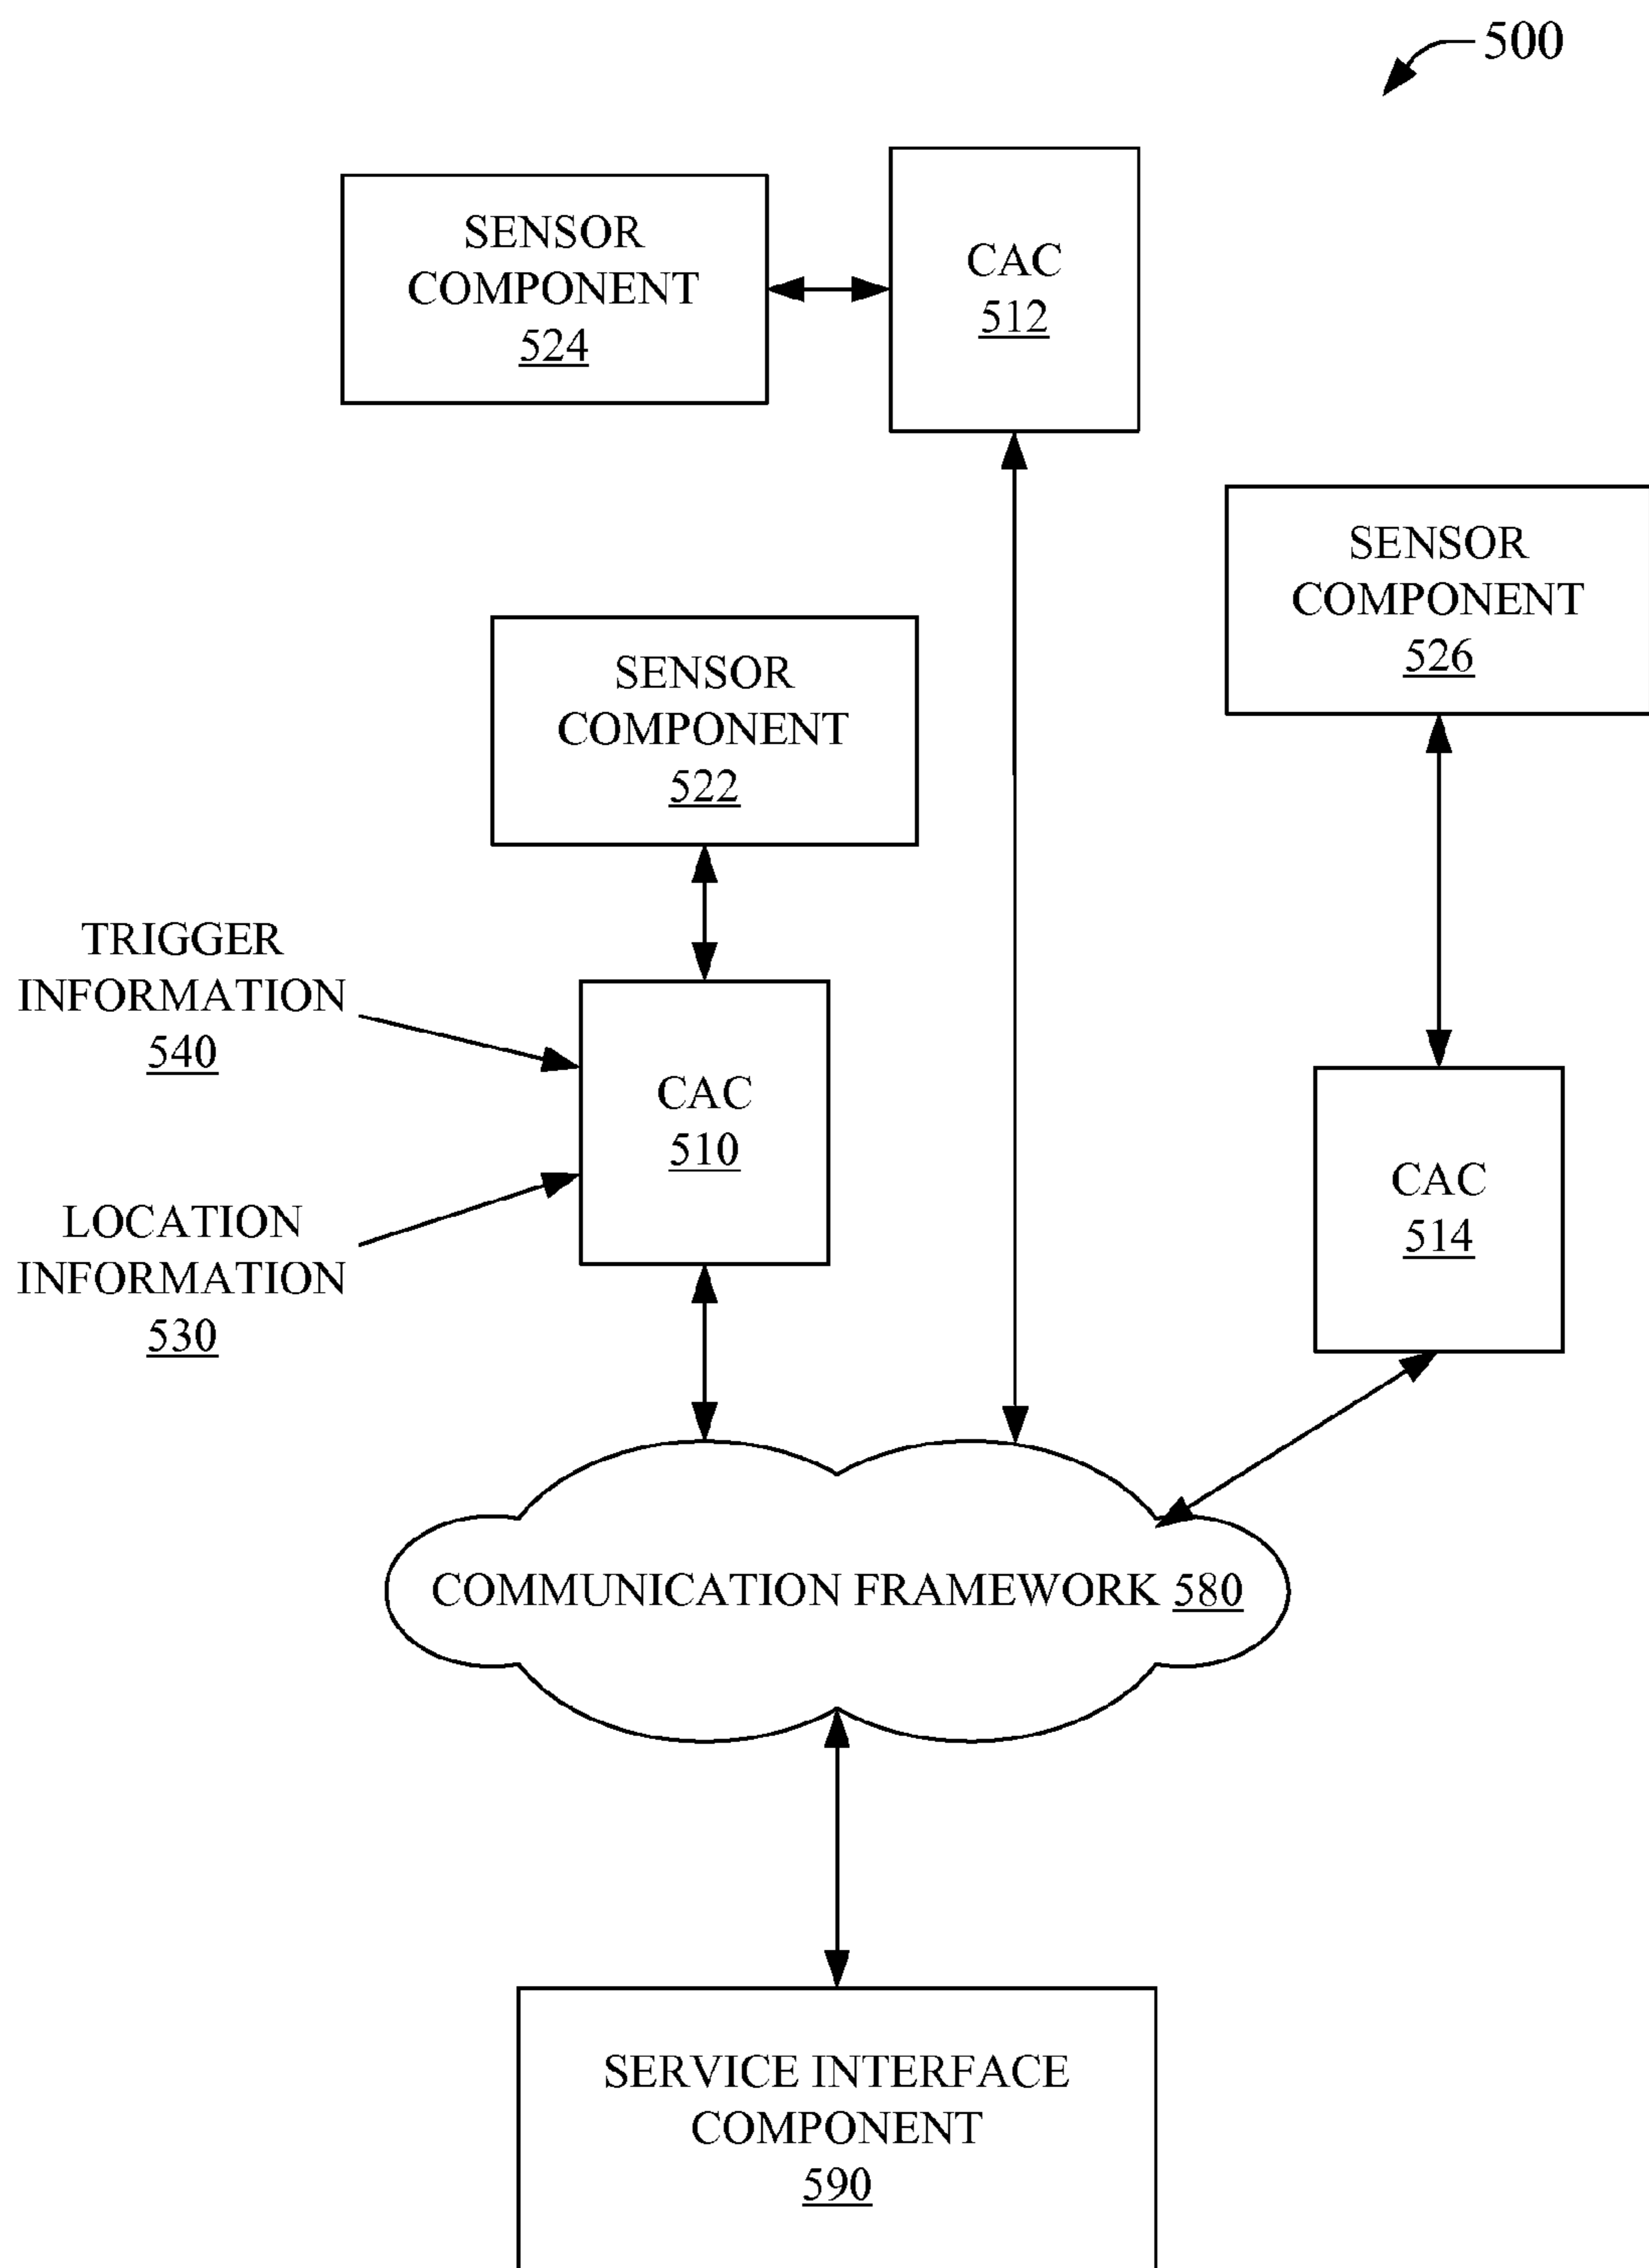 500
SENSOR
COMPONENT
524
CAC
512
SENSOR
COMPONENT
526
SENSOR
COMPONENT
522
TRIGGER
INFORMATION
540
CAC
510
LOCATION
INFORMATION
530
CAC
514
COMMUNICATION FRAMEWORK 580
SERVICE INTERFACE
COMPONENT
590